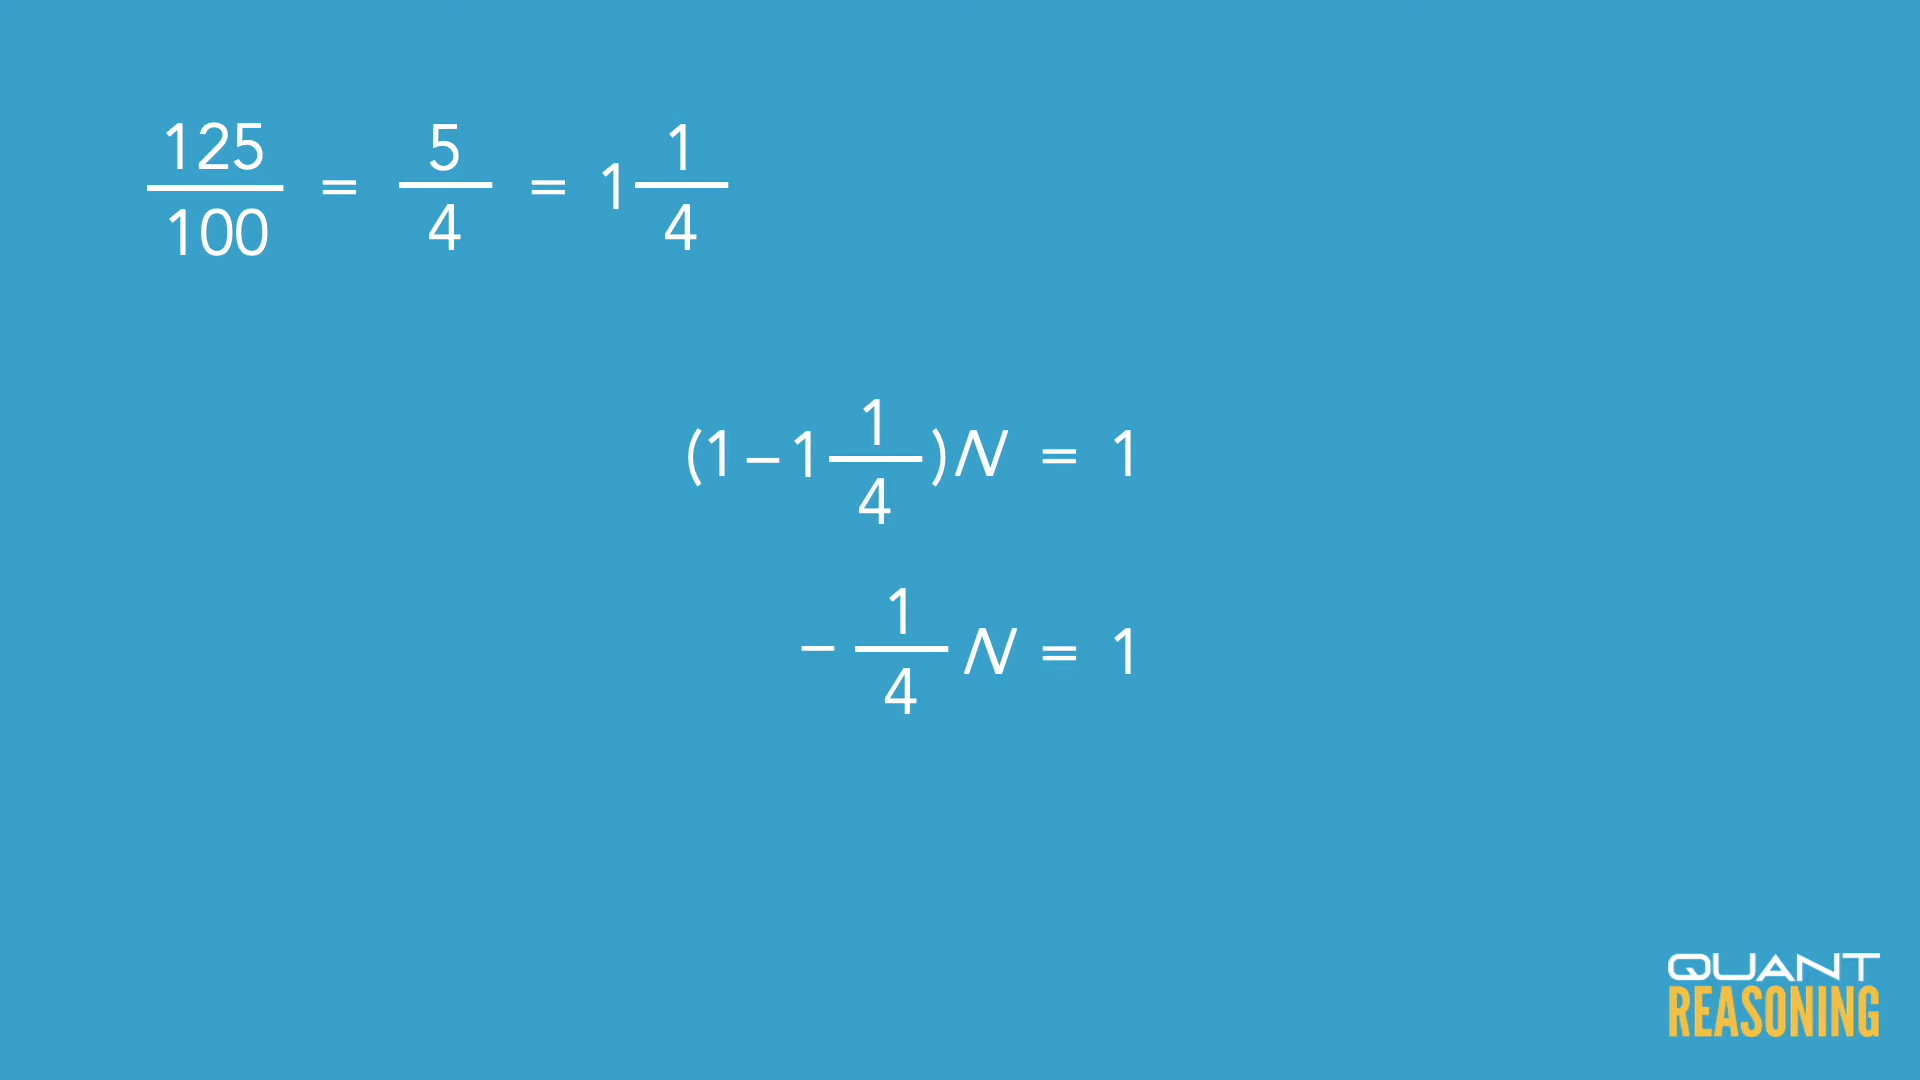 125/100 = 5/4 = 1 1/4
(1 – 1 1/4) N = 1
– 1/4 N = 1
QUANT
REASONING